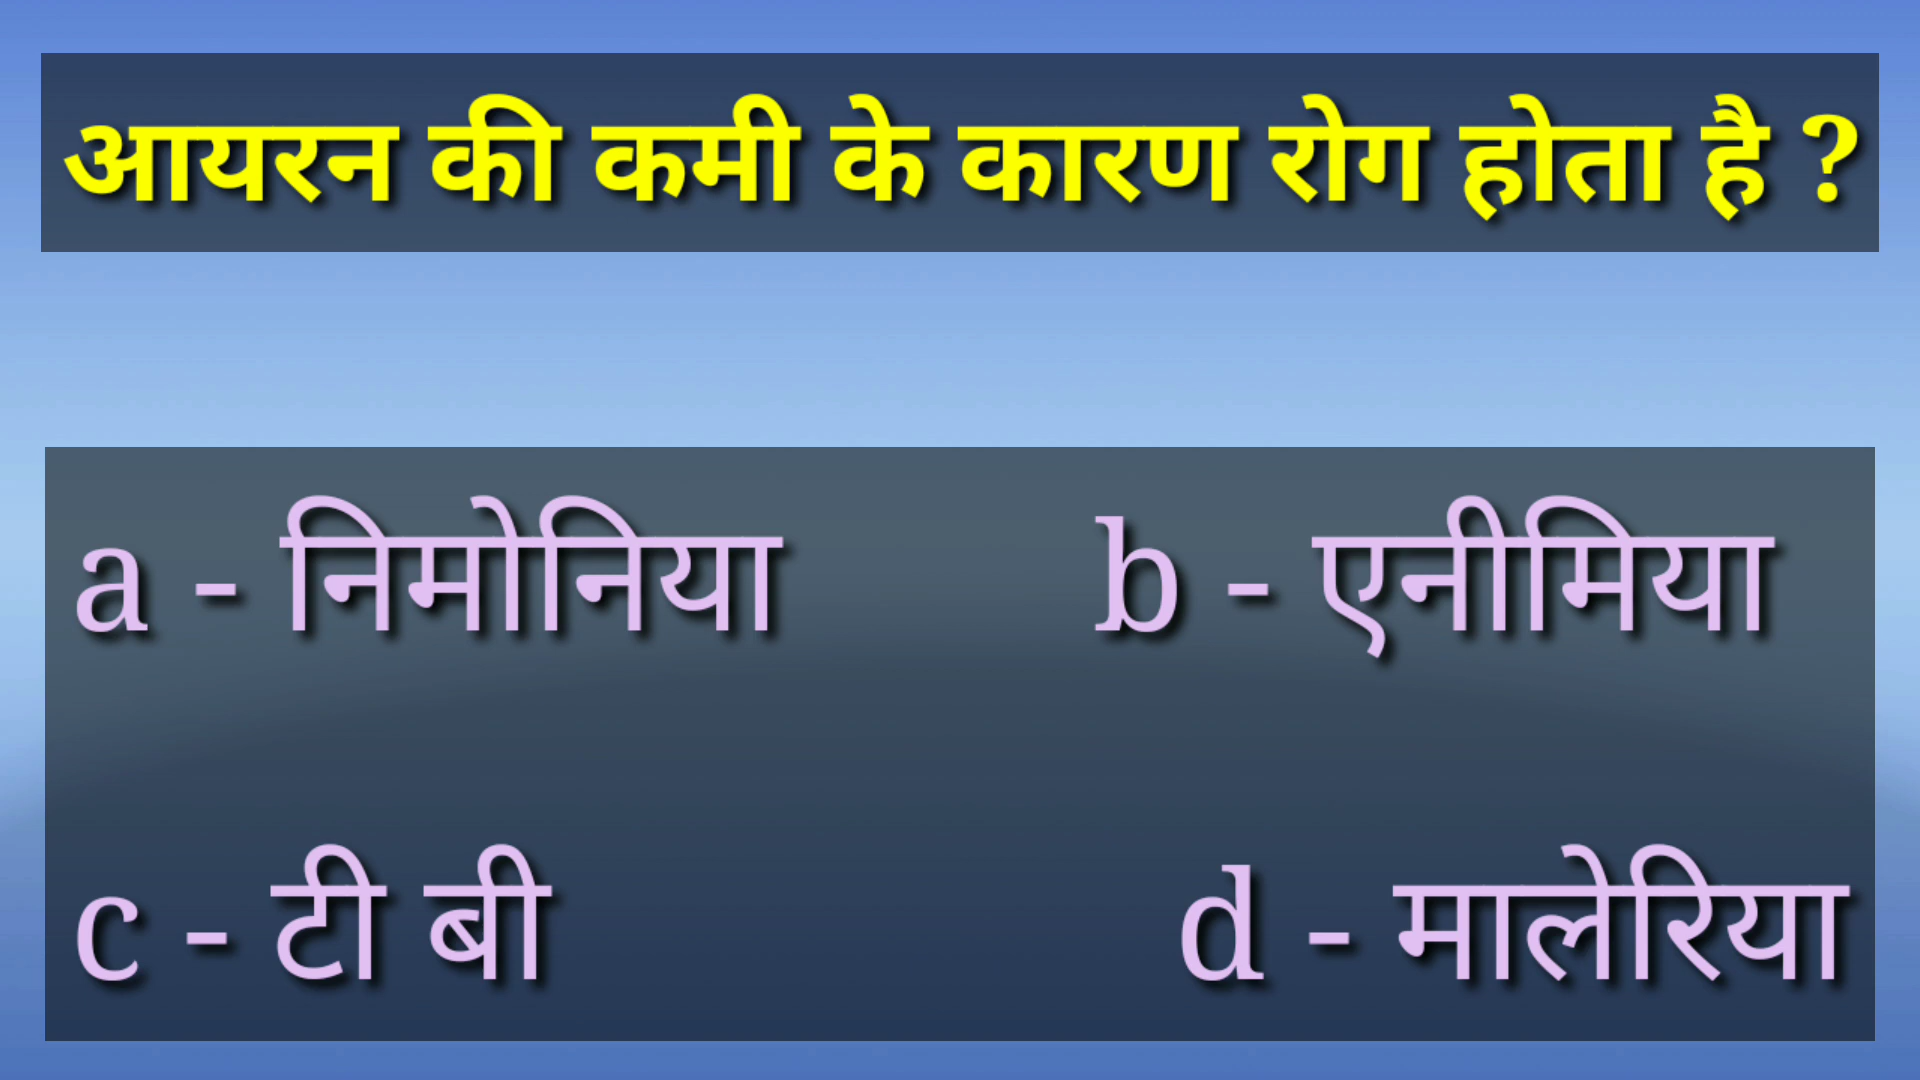 आयरन की कमी के कारण रोग होता है ?
a - निमोनिया b - एनीमिया
c - टी बी d - मालेरिया